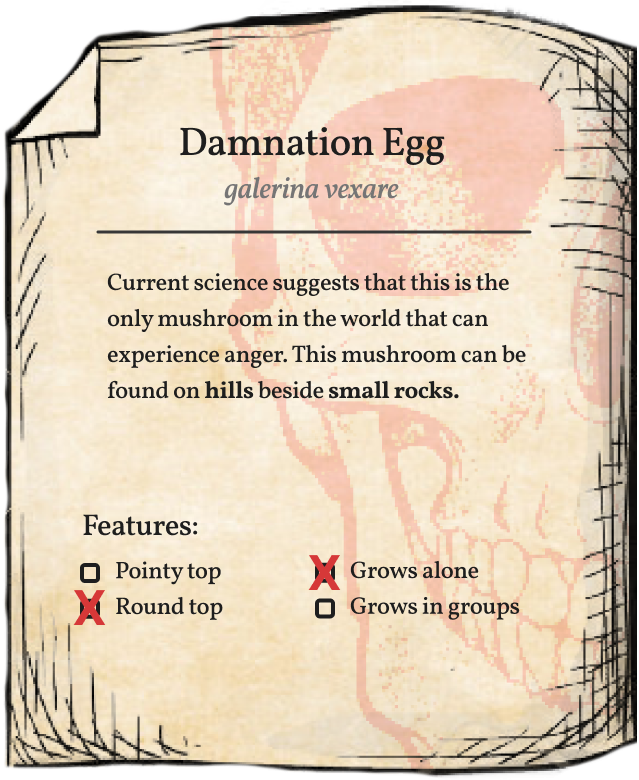 Damnation Egg
galerina vexare
Current science suggests that this is the
only mushroom in the world that can
experience anger. This mushroom can be
found on hills beside small rocks.
Features:
Pointy top
X Round top
X Grows alone
Grows in groups